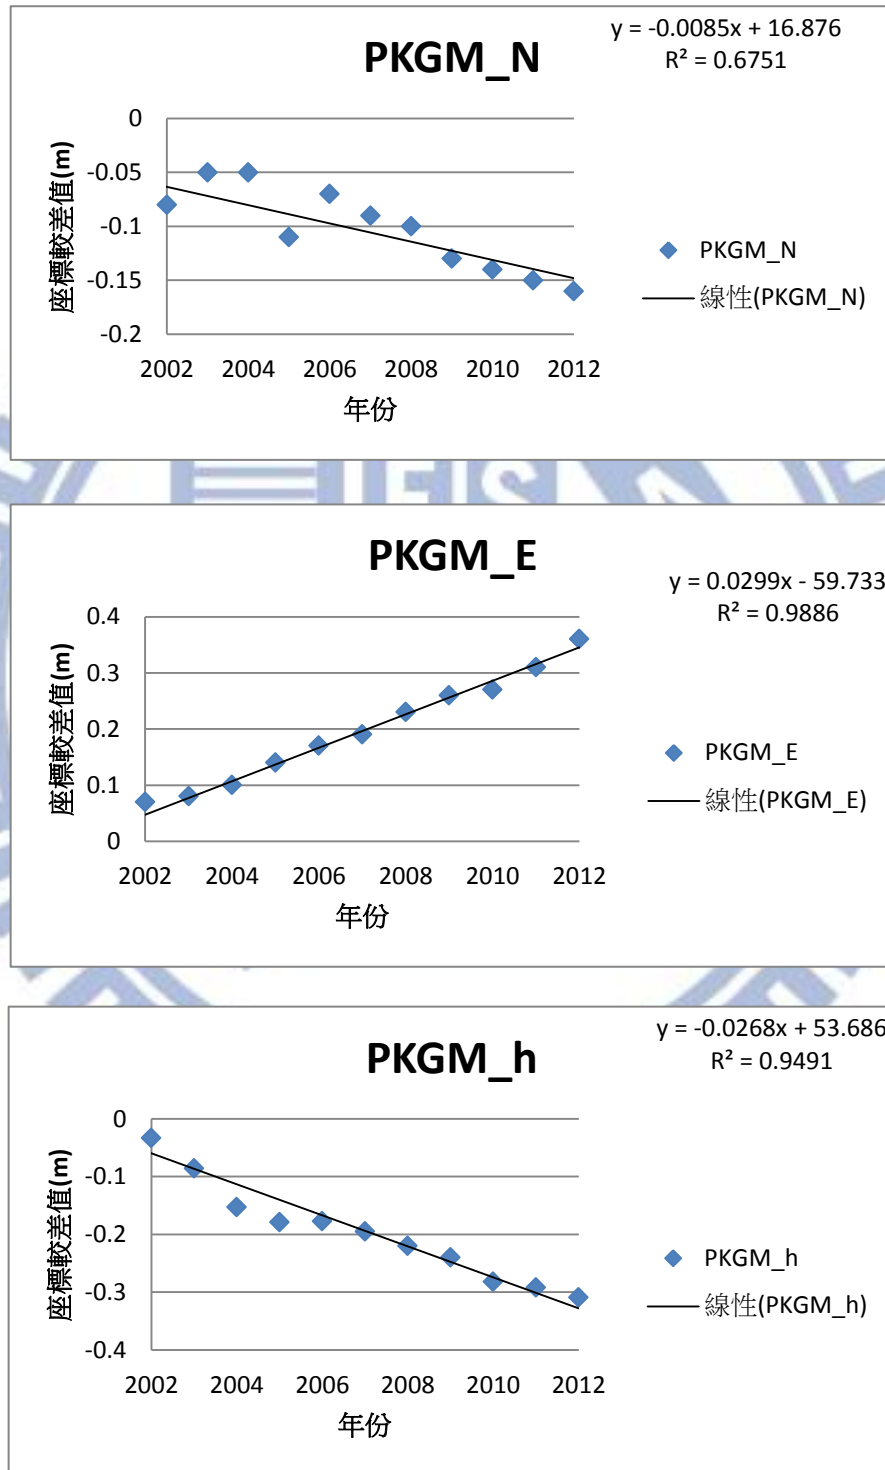 y = -0.0085x + 16.876
R² = 0.6751
PKGM_N
0
-0.05
-0.1
-0.15
-0.2
座標較差值(m)
2002 2004 2006 2008 2010 2012
年份
PKGM_N
線性(PKGM_N)
PKGM_E
y = 0.0299x - 59.733
R² = 0.9886
0.4
0.3
0.2
0.1
0
座標較差值(m)
2002 2004 2006 2008 2010 2012
年份
PKGM_E
線性(PKGM_E)
y = -0.0268x + 53.686
R² = 0.9491
PKGM_h
0
-0.1
-0.2
-0.3
-0.4
座標較差值(m)
2002 2004 2006 2008 2010 2012
年份
PKGM_h
線性(PKGM_h)